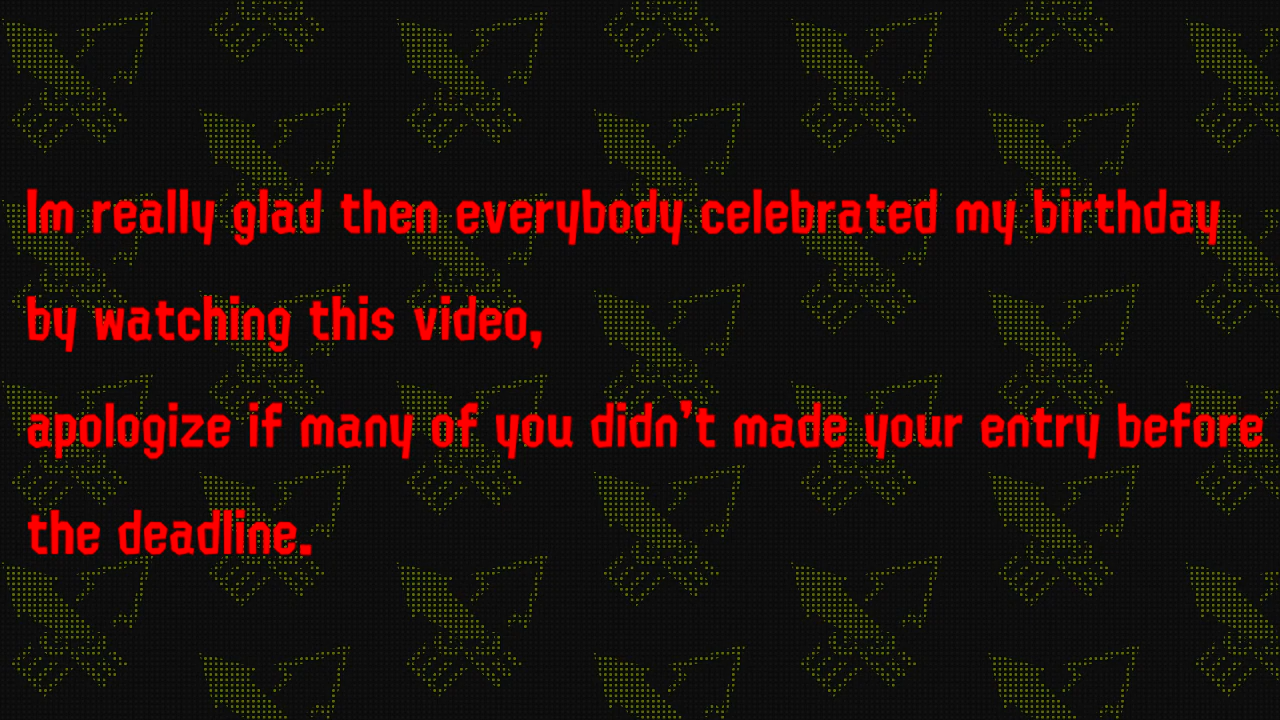 Im really glad then everybody celebrated my birthday
by watching this video,
apologize if many of you didn't made your entry before
the deadline.